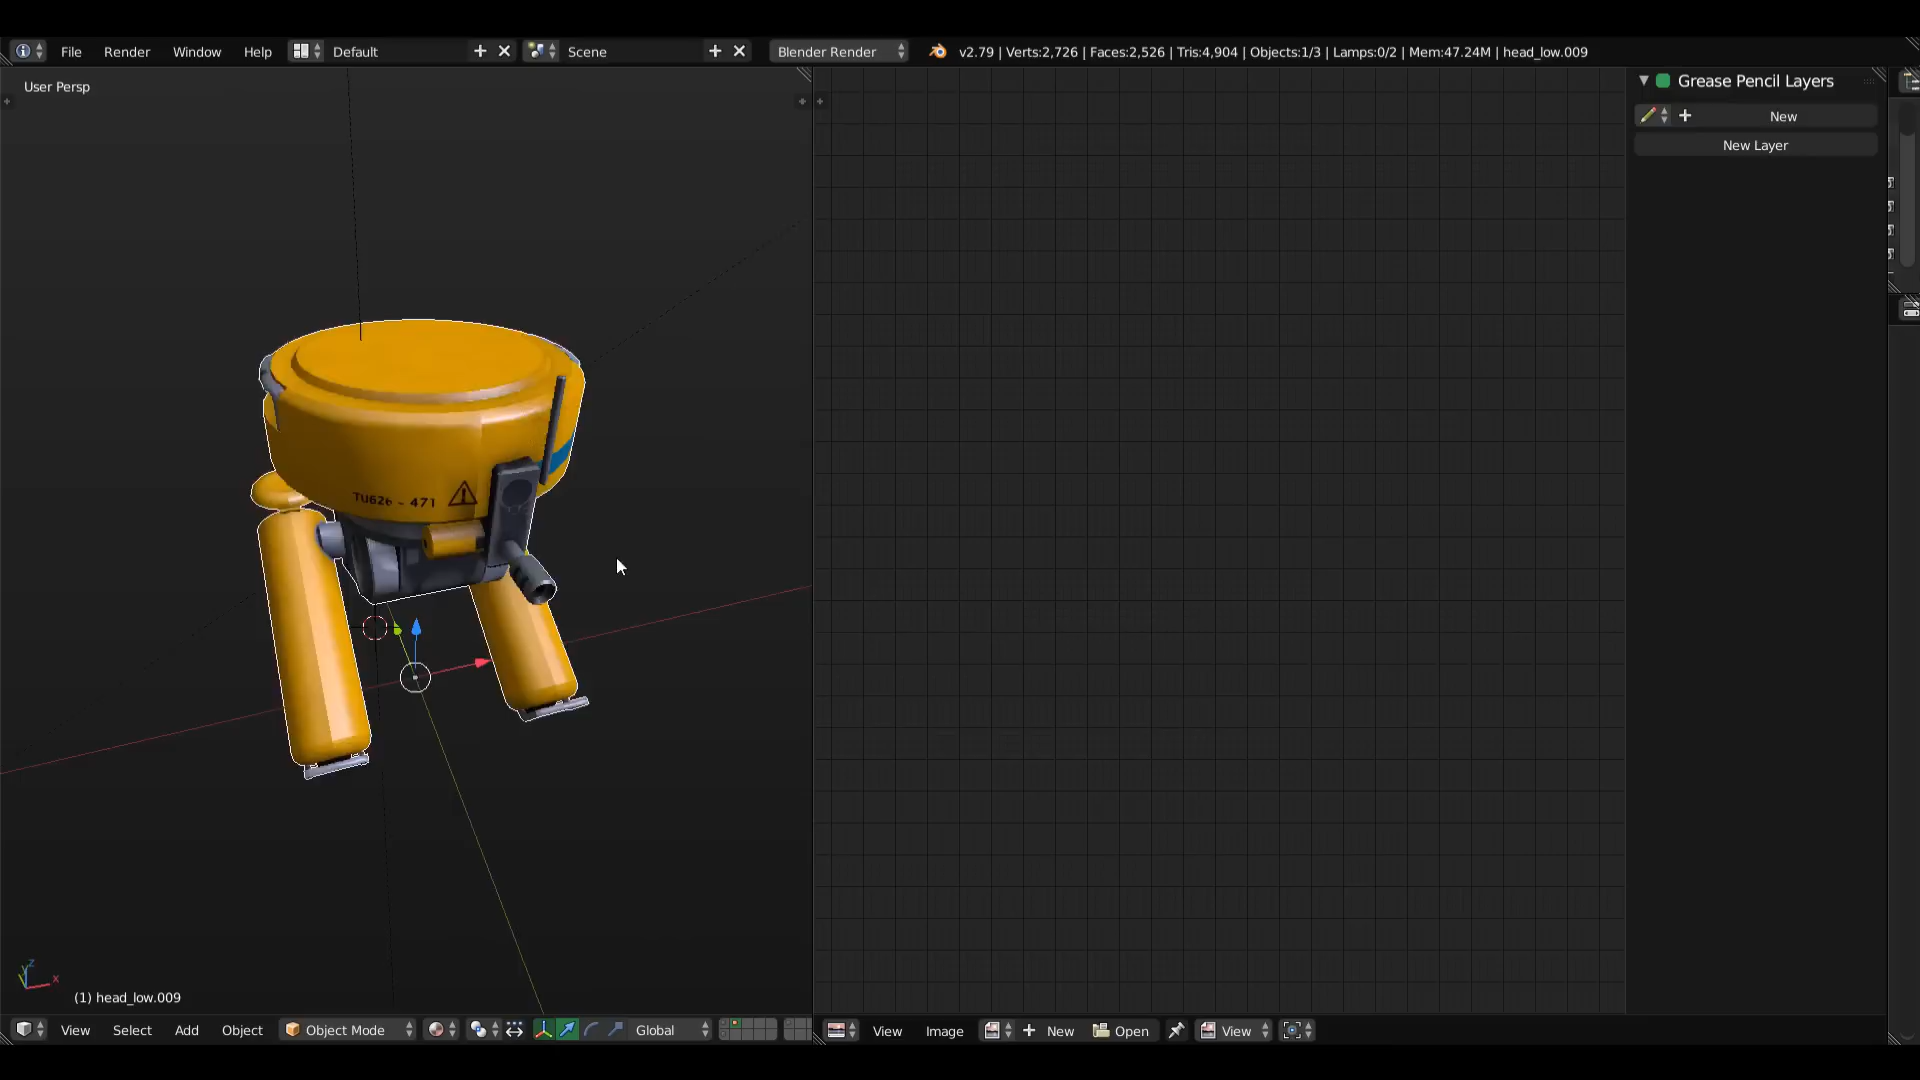 File Render Window Help Default Scene Blender Render v2.79 | Verts:2,726 | Faces:2,526 | Tris:4,904 | Objects:1/3 | Lamps:0/2 | Mem:47.24M | head_low.009
User Persp
Grease Pencil Layers
New
New Layer
TU626 - 471
z
y
x
(1) head_low.009
View Select Add Object Object Mode Global
View Image New Open View